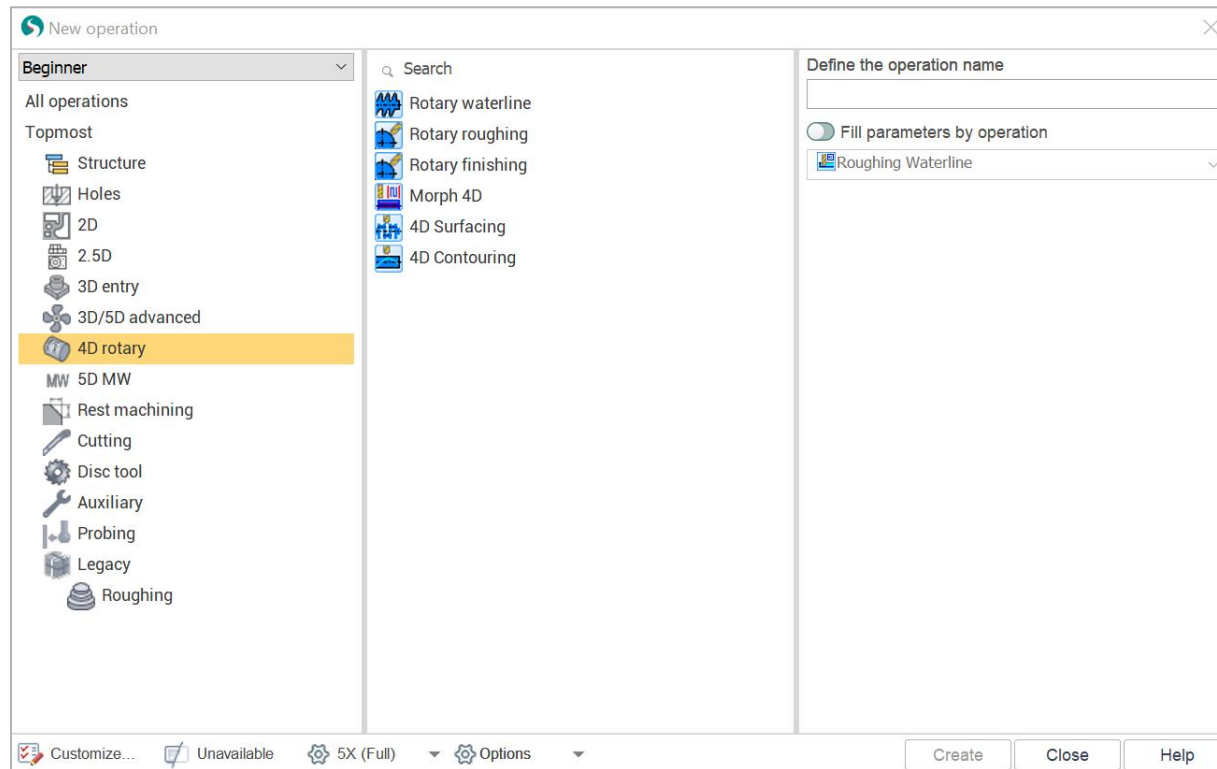 New operation
Beginner
All operations
Topmost
Structure
Holes
2D
2.5D
3D entry
3D/5D advanced
4D rotary
MW 5D MW
Rest machining
Cutting
Disc tool
Auxiliary
Probing
Legacy
Roughing
Search
Rotary waterline
Rotary roughing
Rotary finishing
Morph 4D
4D Surfacing
4D Contouring
Define the operation name
Fill parameters by operation
Roughing Waterline
Customize... Unavailable 5X (Full) Options Create Close Help